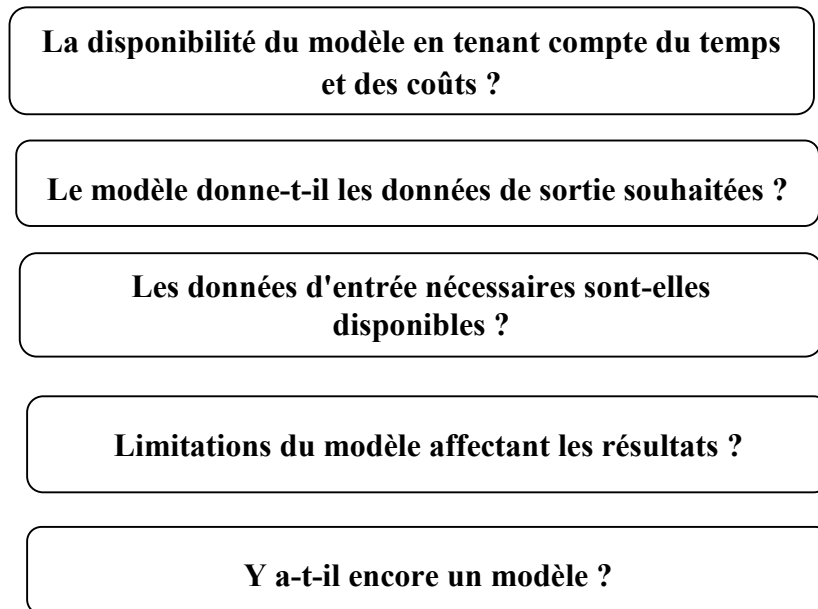 La disponibilité du modèle en tenant compte du temps
et des coûts ?
Le modèle donne-t-il les données de sortie souhaitées ?
Les données d'entrée nécessaires sont-elles
disponibles ?
Limitations du modèle affectant les résultats ?
Y a-t-il encore un modèle ?